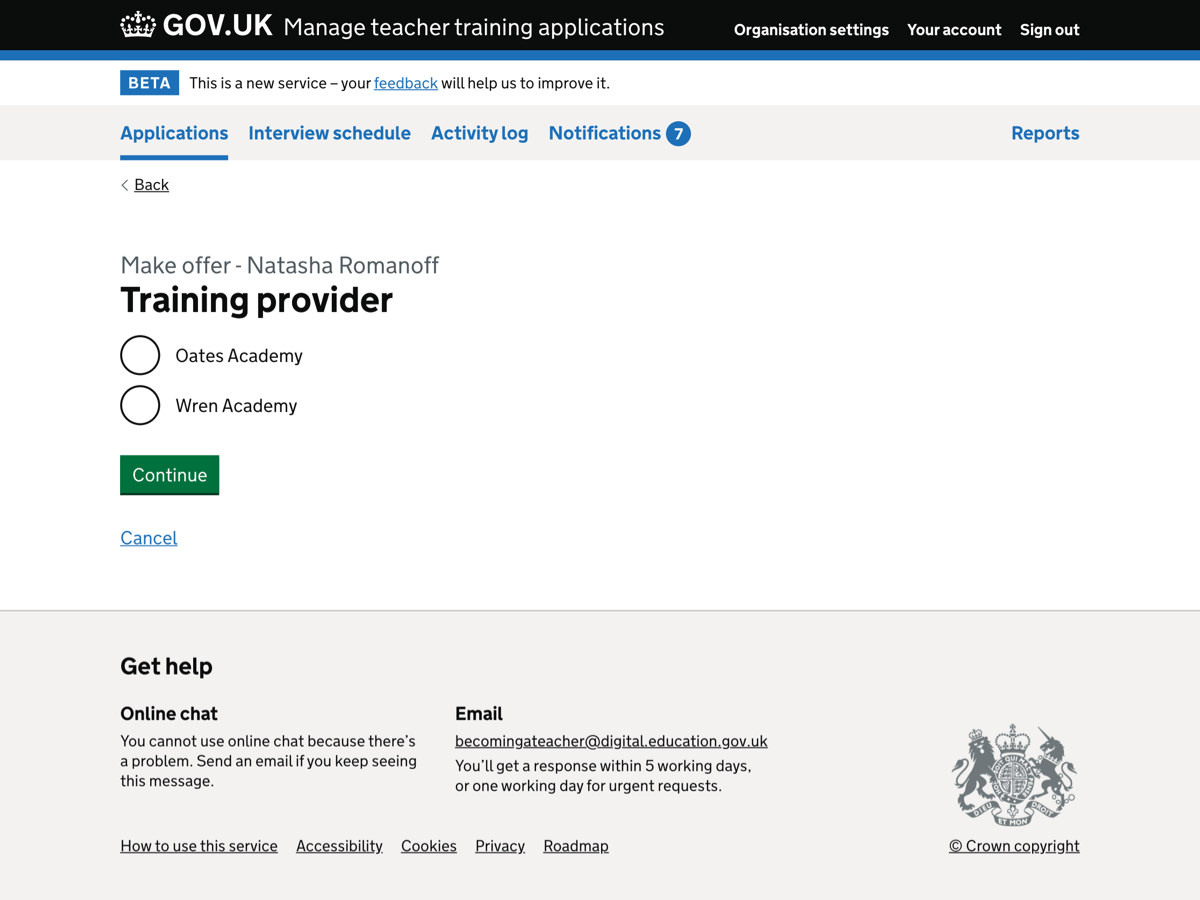 GOV.UK Manage teacher training applications
Organisation settings Your account Sign out
BETA This is a new service – your feedback will help us to improve it.
Applications Interview schedule Activity log Notifications 7 Reports
Back
Make offer - Natasha Romanoff
Training provider
Oates Academy
Wren Academy
Continue
Cancel
Get help
Online chat
You cannot use online chat because there’s
a problem. Send an email if you keep seeing
this message.
Email
becomingateacher@digital.education.gov.uk
You’ll get a response within 5 working days,
or one working day for urgent requests.
DIEU ET MON DROIT
How to use this service Accessibility Cookies Privacy Roadmap
© Crown copyright